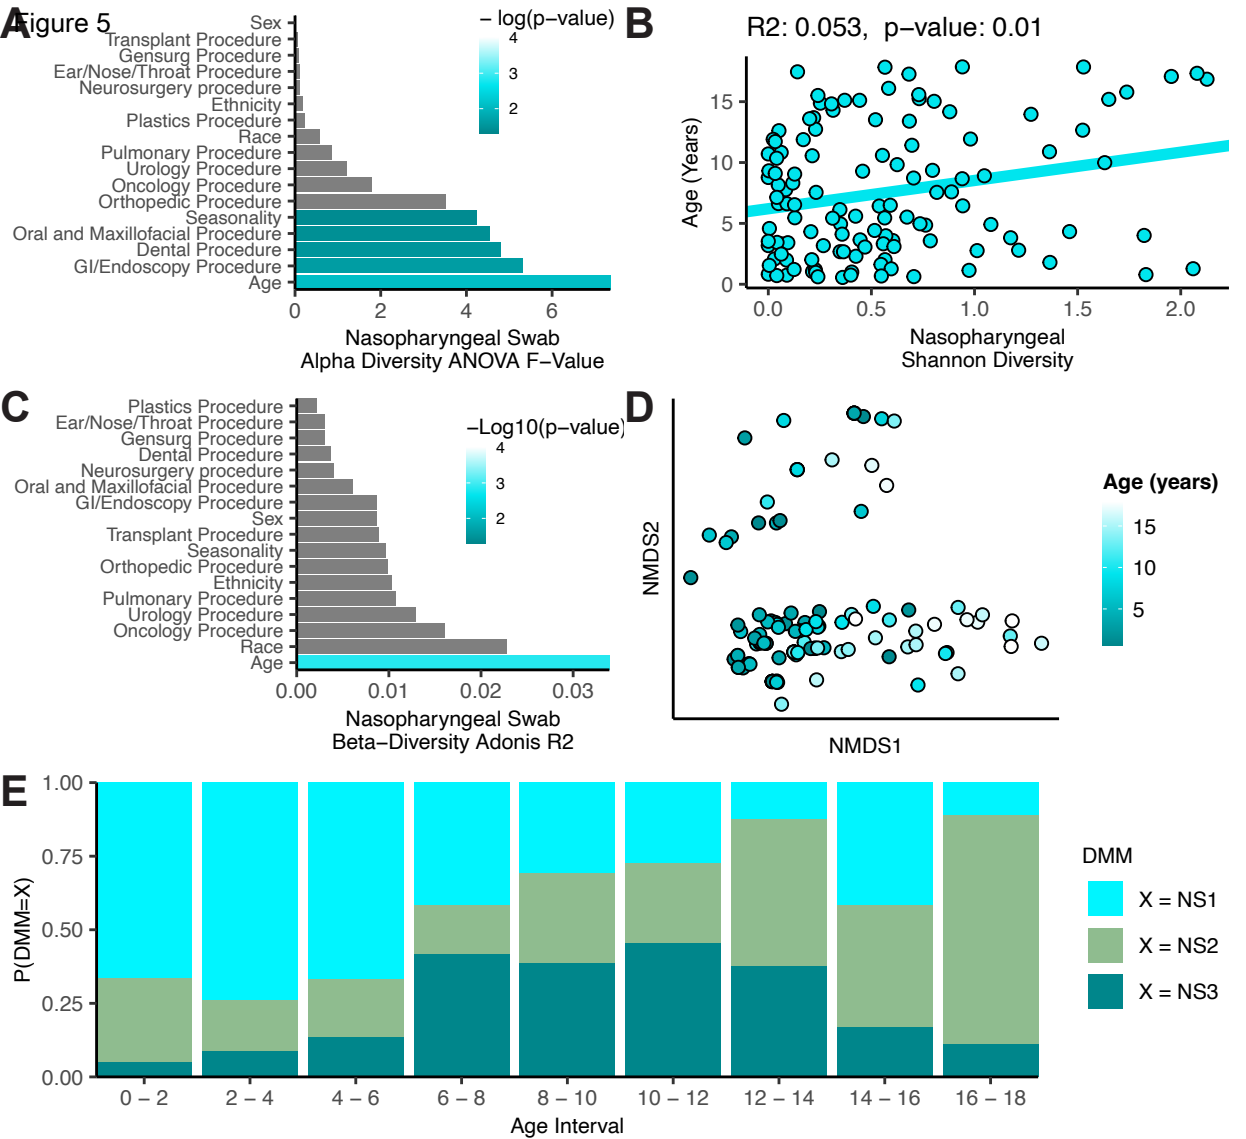 A
Figure 5
Sex
Transplant Procedure
Gensurg Procedure
Ear/Nose/Throat Procedure
Neurosurgery procedure
Ethnicity
Plastics Procedure
Race
Pulmonary Procedure
Urology Procedure
Oncology Procedure
Orthopedic Procedure
Seasonality
Oral and Maxillofacial Procedure
Dental Procedure
GI/Endoscopy Procedure
Age
0 2 4 6
Nasopharyngeal Swab
Alpha Diversity ANOVA F−Value
− log(p−value)
4
3
2
B
R2: 0.053, p−value: 0.01
Age (Years)
15
10
5
0
0.0 0.5 1.0 1.5 2.0
Nasopharyngeal
Shannon Diversity
C
Plastics Procedure
Ear/Nose/Throat Procedure
Gensurg Procedure
Dental Procedure
Neurosurgery procedure
Oral and Maxillofacial Procedure
GI/Endoscopy Procedure
Sex
Transplant Procedure
Seasonality
Orthopedic Procedure
Ethnicity
Pulmonary Procedure
Urology Procedure
Oncology Procedure
Race
Age
0.00 0.01 0.02 0.03
Nasopharyngeal Swab
Beta−Diversity Adonis R2
−Log10(p−value)
4
3
2
D
NMDS2
NMDS1
Age (years)
15
10
5
E
P(DMM=X)
1.00
0.75
0.50
0.25
0.00
0 − 2 2 − 4 4 − 6 6 − 8 8 − 10 10 − 12 12 − 14 14 − 16 16 − 18
Age Interval
DMM
X = NS1
X = NS2
X = NS3